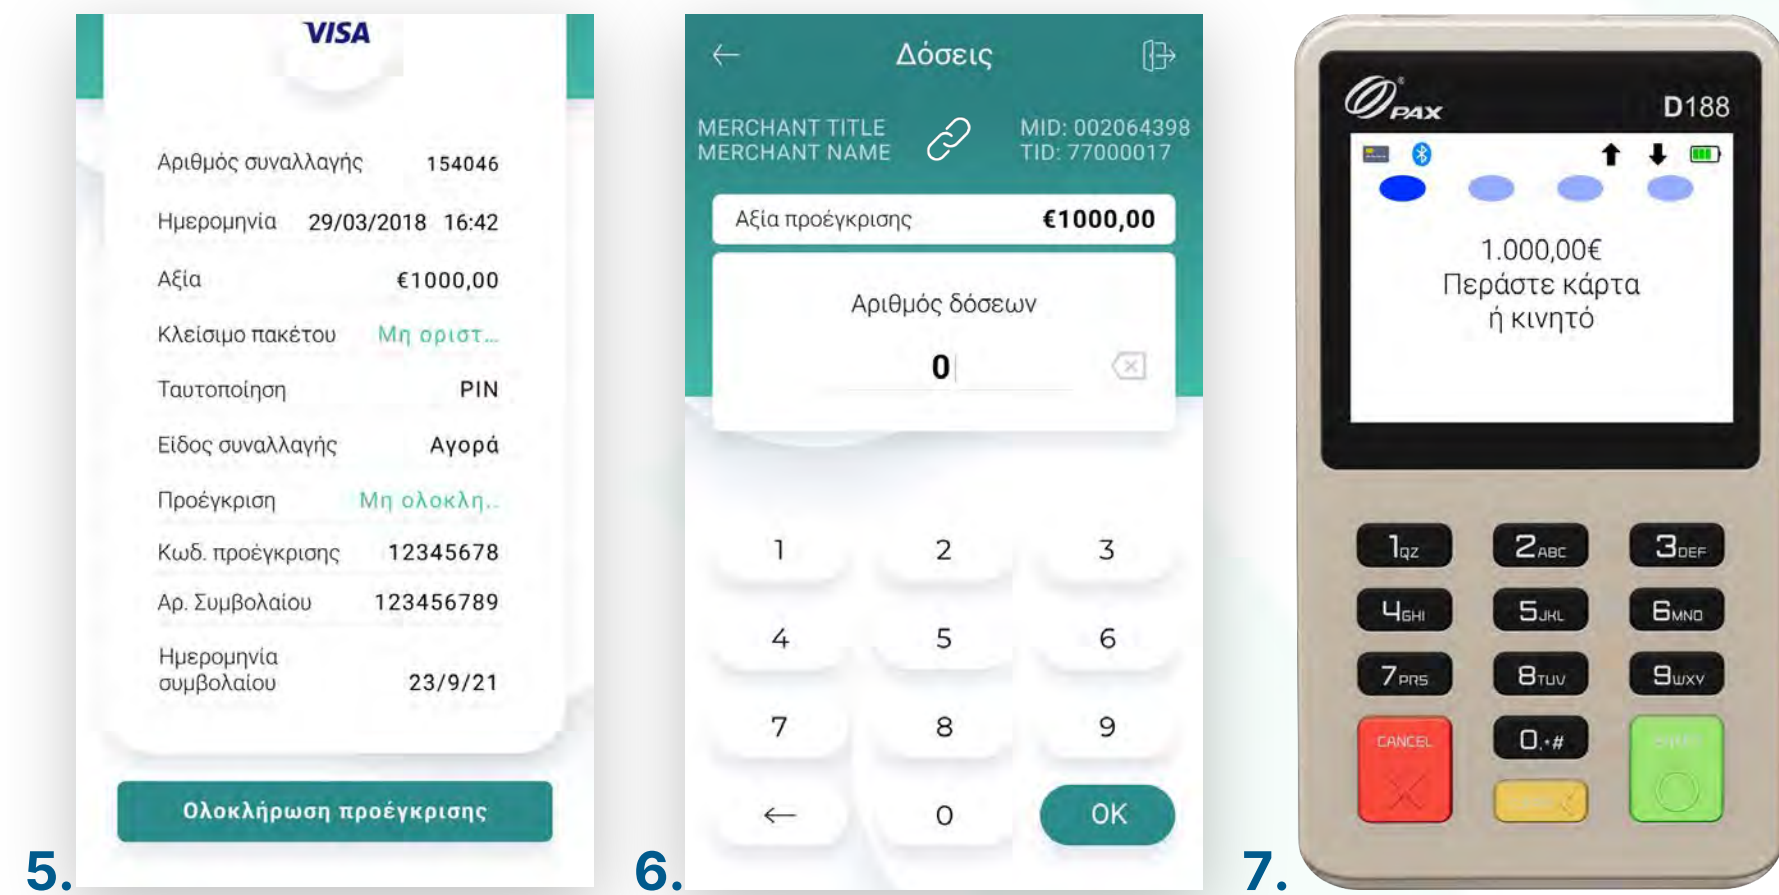 VISA
Αριθμός συναλλαγής 154046
Ημερομηνία 29/03/2018 16:42
Αξία €1000,00
Κλείσιμο πακέτου Μη οριστ...
Ταυτοποίηση PIN
Είδος συναλλαγής Αγορά
Προέγκριση Μη ολοκλη..
Κωδ. προέγκρισης 12345678
Αρ. Συμβολαίου 123456789
Ημερομηνία
συμβολαίου 23/9/21
Ολοκλήρωση προέγκρισης
5.
Δόσεις
MERCHANT TITLE MID: 002064398
MERCHANT NAME TID: 77000017
Αξία προέγκρισης €1000,00
Αριθμός δόσεων
0
1 2 3
4 5 6
7 8 9
0 OK
6.
PAX D188
1.000,00€
Περάστε κάρτα
ή κινητό
1QZ 2ABC 3DEF
4GHI 5JKL 6MNO
7PRS 8TUV 9WXY
CANCEL 0.*#
7.